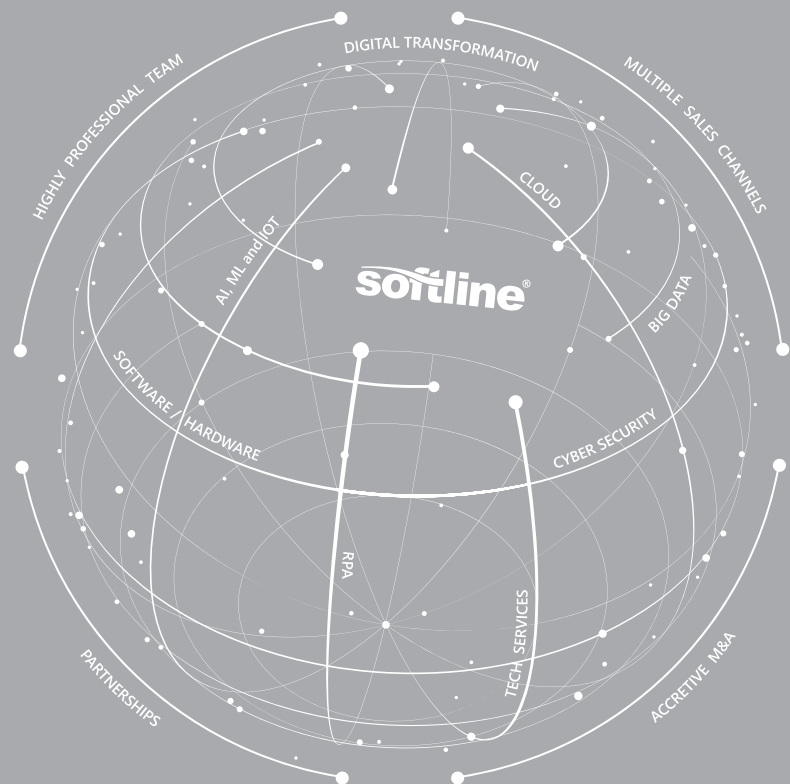 DIGITAL TRANSFORMATION
HIGHLY PROFESSIONAL TEAM
MULTIPLE SALES CHANNELS
CLOUD
AI, ML and IOT
softline®
BIG DATA
SOFTWARE / HARDWARE
CYBER SECURITY
RPA
TECH SERVICES
PARTNERSHIPS
ACCRETIVE M&A